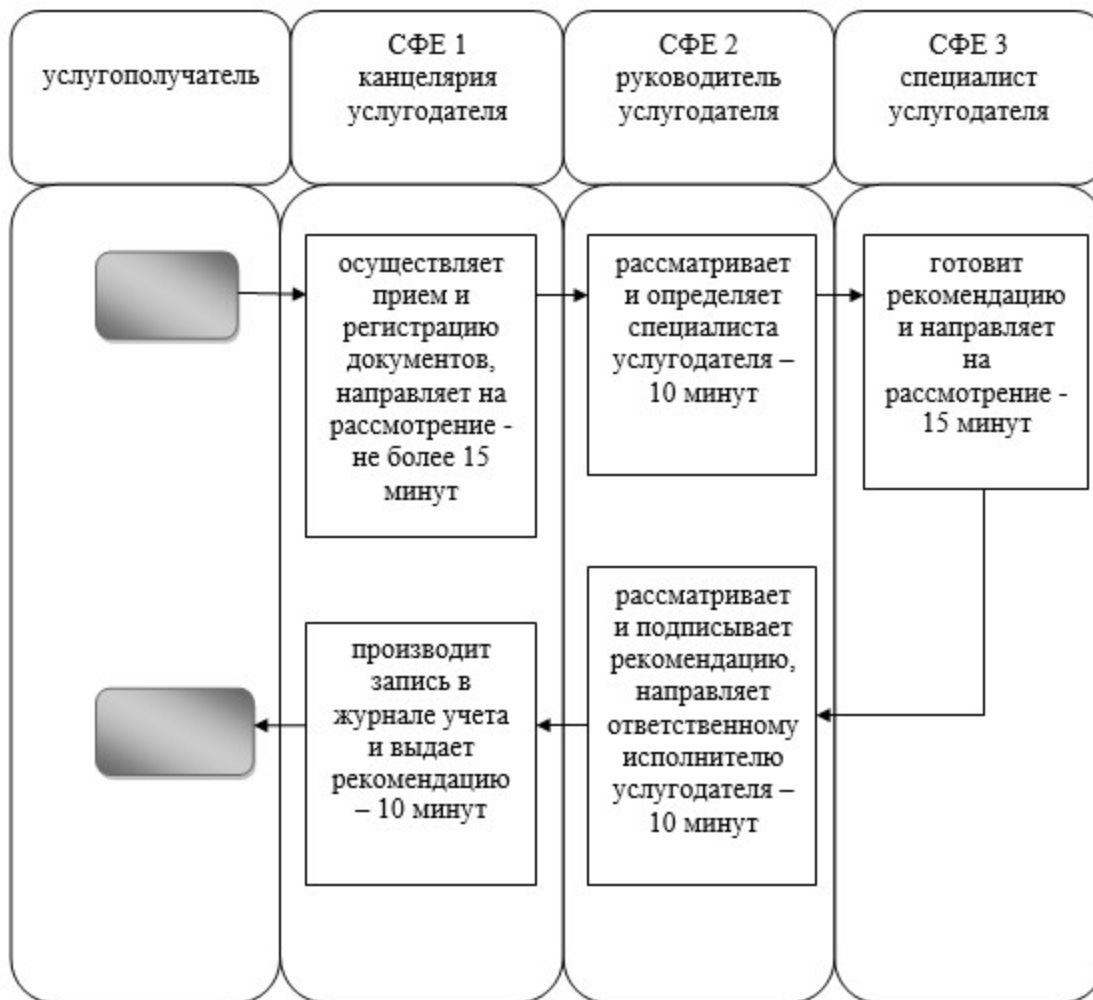 услугополучатель
СФЕ 1
канцелярия
услугодателя
СФЕ 2
руководитель
услугодателя
СФЕ 3
специалист
услугодателя
осуществляет
прием и
регистрацию
документов,
направляет на
рассмотрение -
не более 15
минут
рассматривает
и определяет
специалиста
услугодателя –
10 минут
готовит
рекомендацию
и направляет
на
рассмотрение -
15 минут
рассматривает
и подписывает
рекомендацию,
направляет
ответственному
исполнителю
услугодателя –
10 минут
производит
запись в
журнале учета
и выдает
рекомендацию
– 10 минут